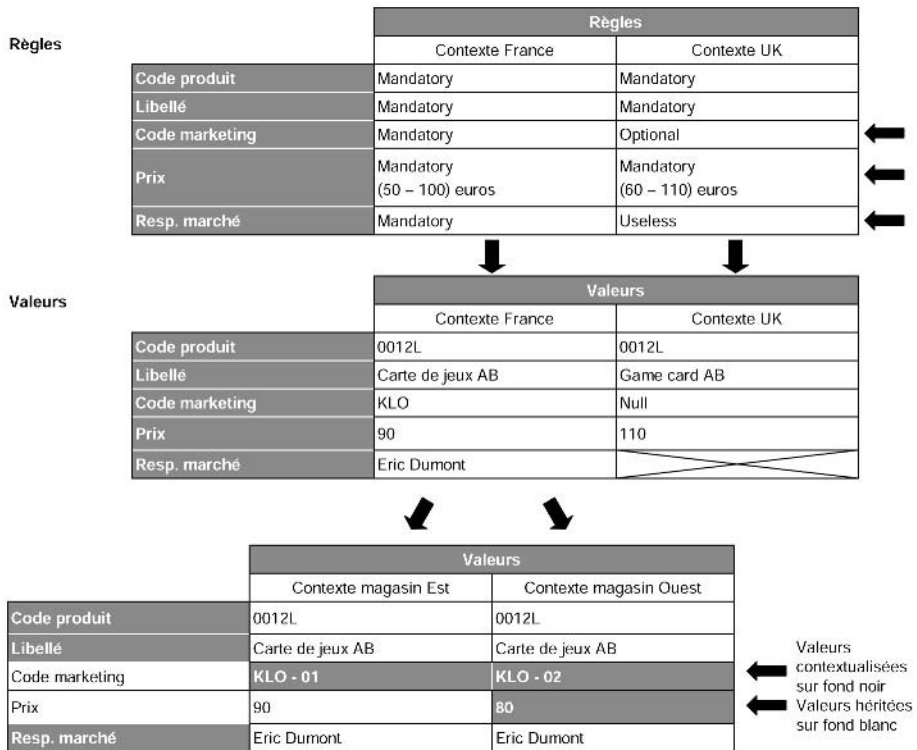 Règles
Règles
Contexte France Contexte UK
Code produit Mandatory Mandatory
Libellé Mandatory Mandatory
Code marketing Mandatory Optional
Prix Mandatory (50 – 100) euros Mandatory (60 – 110) euros
Resp. marché Mandatory Useless
Valeurs
Valeurs
Contexte France Contexte UK
Code produit 0012L 0012L
Libellé Carte de jeux AB Game card AB
Code marketing KLO Null
Prix 90 110
Resp. marché Eric Dumont
Valeurs
Contexte magasin Est Contexte magasin Ouest
Code produit 0012L 0012L
Libellé Carte de jeux AB Carte de jeux AB
Code marketing KLO - 01 KLO - 02
Prix 90 80
Resp. marché Eric Dumont Eric Dumont
Valeurs
contextualisées
sur fond noir
Valeurs héritées
sur fond blanc